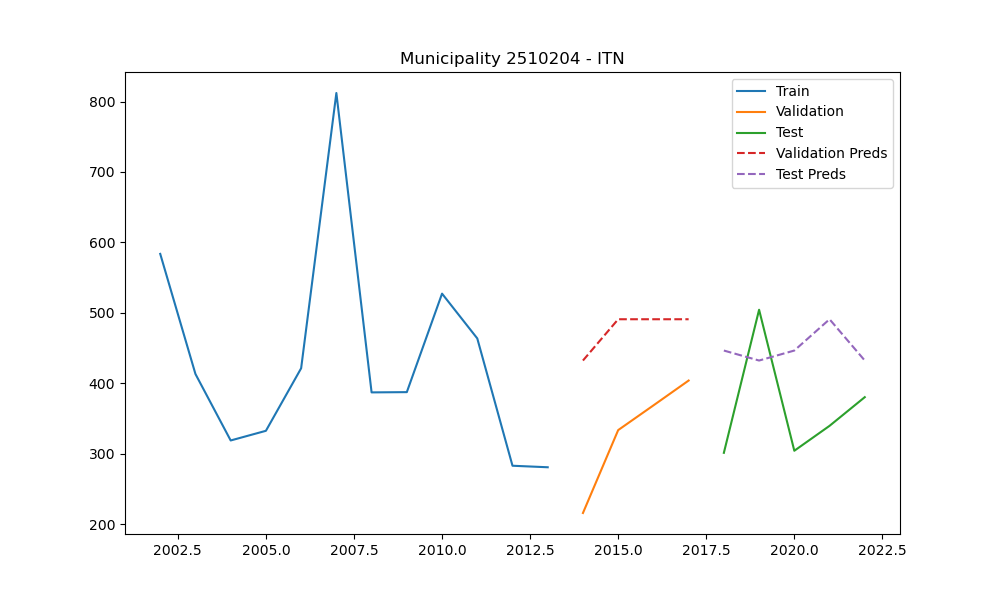 Municipality 2510204 - ITN
Train
Validation
Test
Validation Preds
Test Preds
800
700
600
500
400
300
200
2002.5 2005.0 2007.5 2010.0 2012.5 2015.0 2017.5 2020.0 2022.5